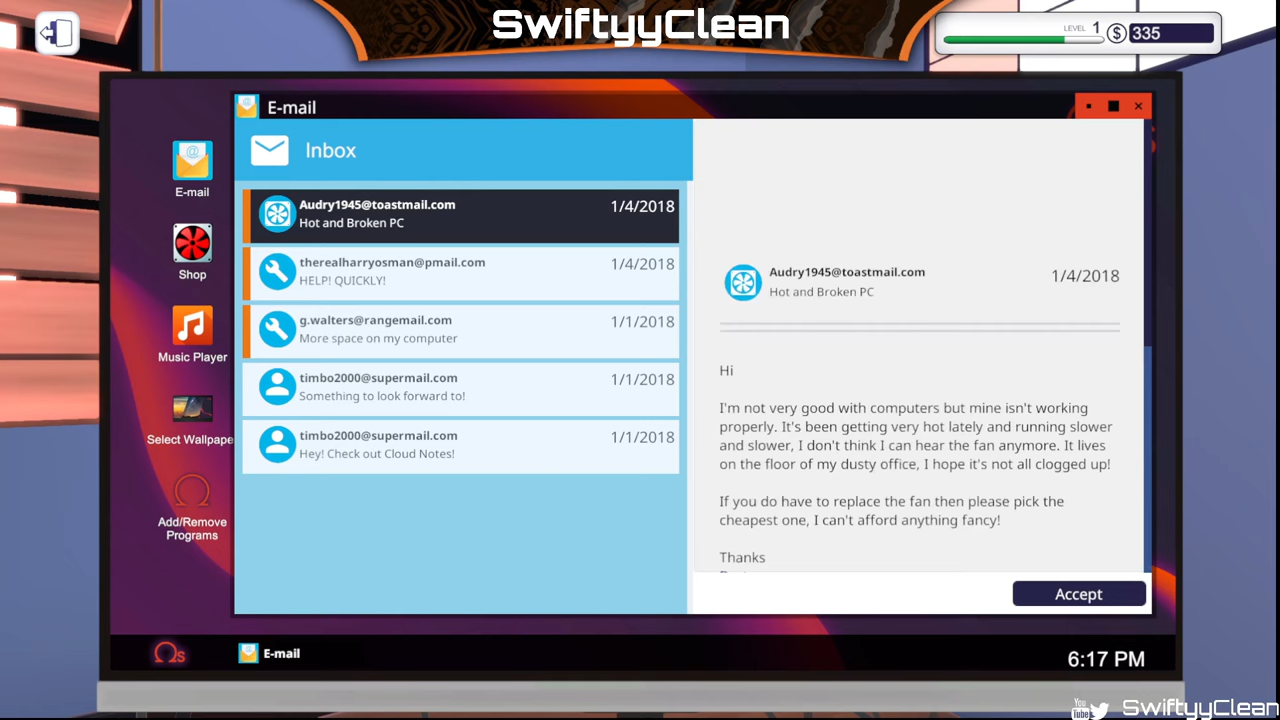 SwiftyyClean
LEVEL 1
$ 335
E-mail
Inbox
Audry1945@toastmail.com 1/4/2018
Hot and Broken PC
therealharryosman@pmail.com 1/4/2018
HELP! QUICKLY!
g.walters@rangemail.com 1/1/2018
More space on my computer
timbo2000@supermail.com 1/1/2018
Something to look forward to!
timbo2000@supermail.com 1/1/2018
Hey! Check out Cloud Notes!
E-mail
Shop
Music Player
Select Wallpape
Add/Remove
Programs
Audry1945@toastmail.com 1/4/2018
Hot and Broken PC
Hi
I'm not very good with computers but mine isn't working
properly. It's been getting very hot lately and running slower
and slower, I don't think I can hear the fan anymore. It lives
on the floor of my dusty office, I hope it's not all clogged up!
If you do have to replace the fan then please pick the
cheapest one, I can't afford anything fancy!
Thanks
Accept
Ωs
E-mail
6:17 PM
You
Tube
SwiftyyClean